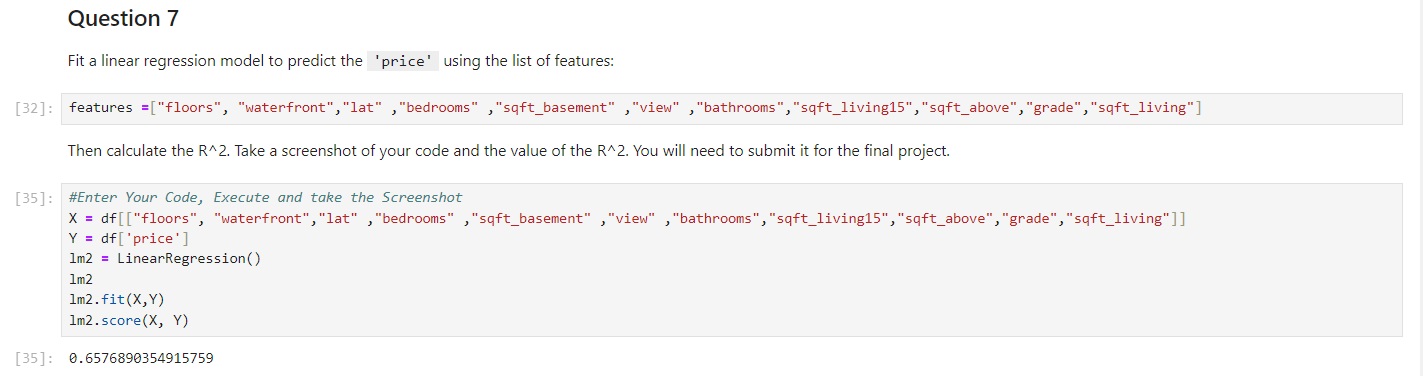 Question 7
Fit a linear regression model to predict the 'price' using the list of features:
[32]: features =["floors", "waterfront","lat" ,"bedrooms" ,"sqft_basement" ,"view" ,"bathrooms","sqft_living15","sqft_above","grade","sqft_living"]
Then calculate the R^2. Take a screenshot of your code and the value of the R^2. You will need to submit it for the final project.
[35]: #Enter Your Code, Execute and take the Screenshot
X = df[["floors", "waterfront","lat" ,"bedrooms" ,"sqft_basement" ,"view" ,"bathrooms","sqft_living15","sqft_above","grade","sqft_living"]]
Y = df['price']
lm2 = LinearRegression()
lm2
lm2.fit(X,Y)
lm2.score(X, Y)
[35]: 0.6576890354915759